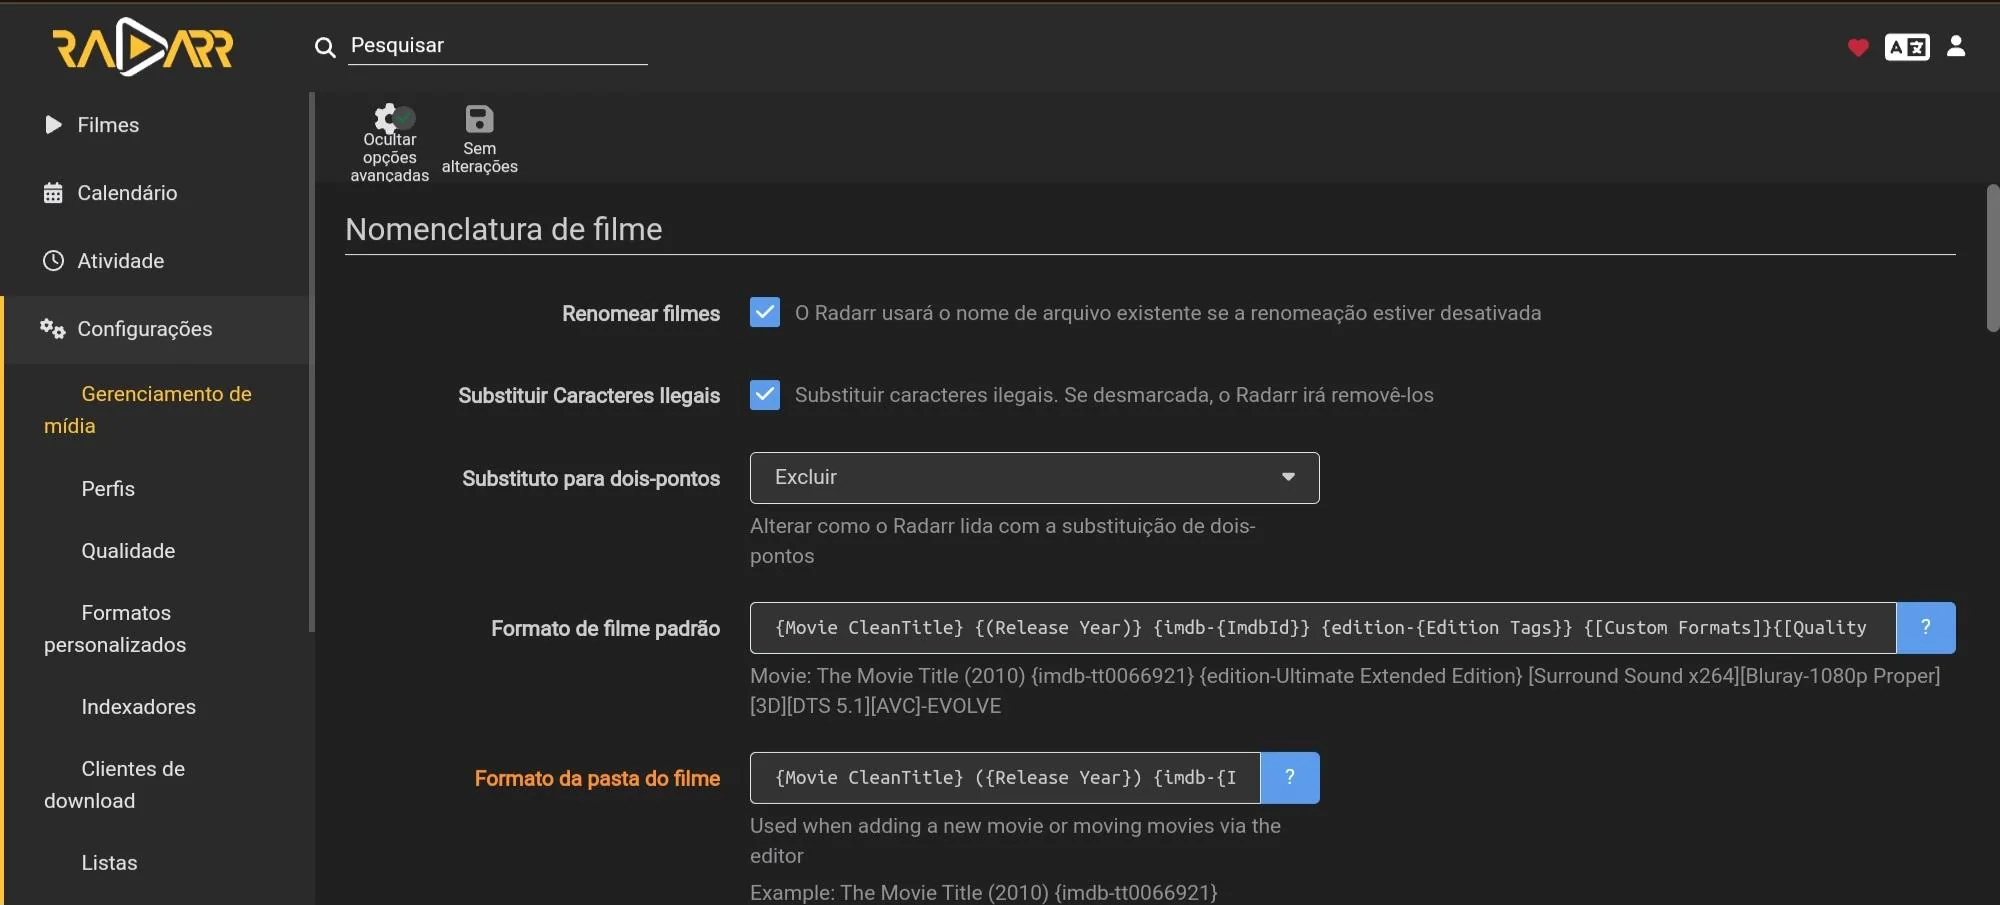 RADARR
Pesquisar
Filmes
Calendário
Atividade
Configurações
Gerenciamento de
mídia
Perfis
Qualidade
Formatos
personalizados
Indexadores
Clientes de
download
Listas
Ocultar
opções
avançadas
Sem
alterações
Nomenclatura de filme
Renomear filmes
O Radarr usará o nome de arquivo existente se a renomeação estiver desativada
Substituir Caracteres Ilegais
Substituir caracteres ilegais. Se desmarcada, o Radarr irá removê-los
Substituto para dois-pontos
Excluir
Alterar como o Radarr lida com a substituição de dois-
pontos
Formato de filme padrão
{Movie CleanTitle} {(Release Year)} {imdb-{ImdbId}} {edition-{Edition Tags}} {[Custom Formats]}{[Quality
?
Movie: The Movie Title (2010) {imdb-tt0066921} {edition-Ultimate Extended Edition} [Surround Sound x264][Bluray-1080p Proper]
[3D][DTS 5.1][AVC]-EVOLVE
Formato da pasta do filme
{Movie CleanTitle} ({Release Year}) {imdb-{I
?
Used when adding a new movie or moving movies via the
editor
Example: The Movie Title (2010) {imdb-tt0066921}